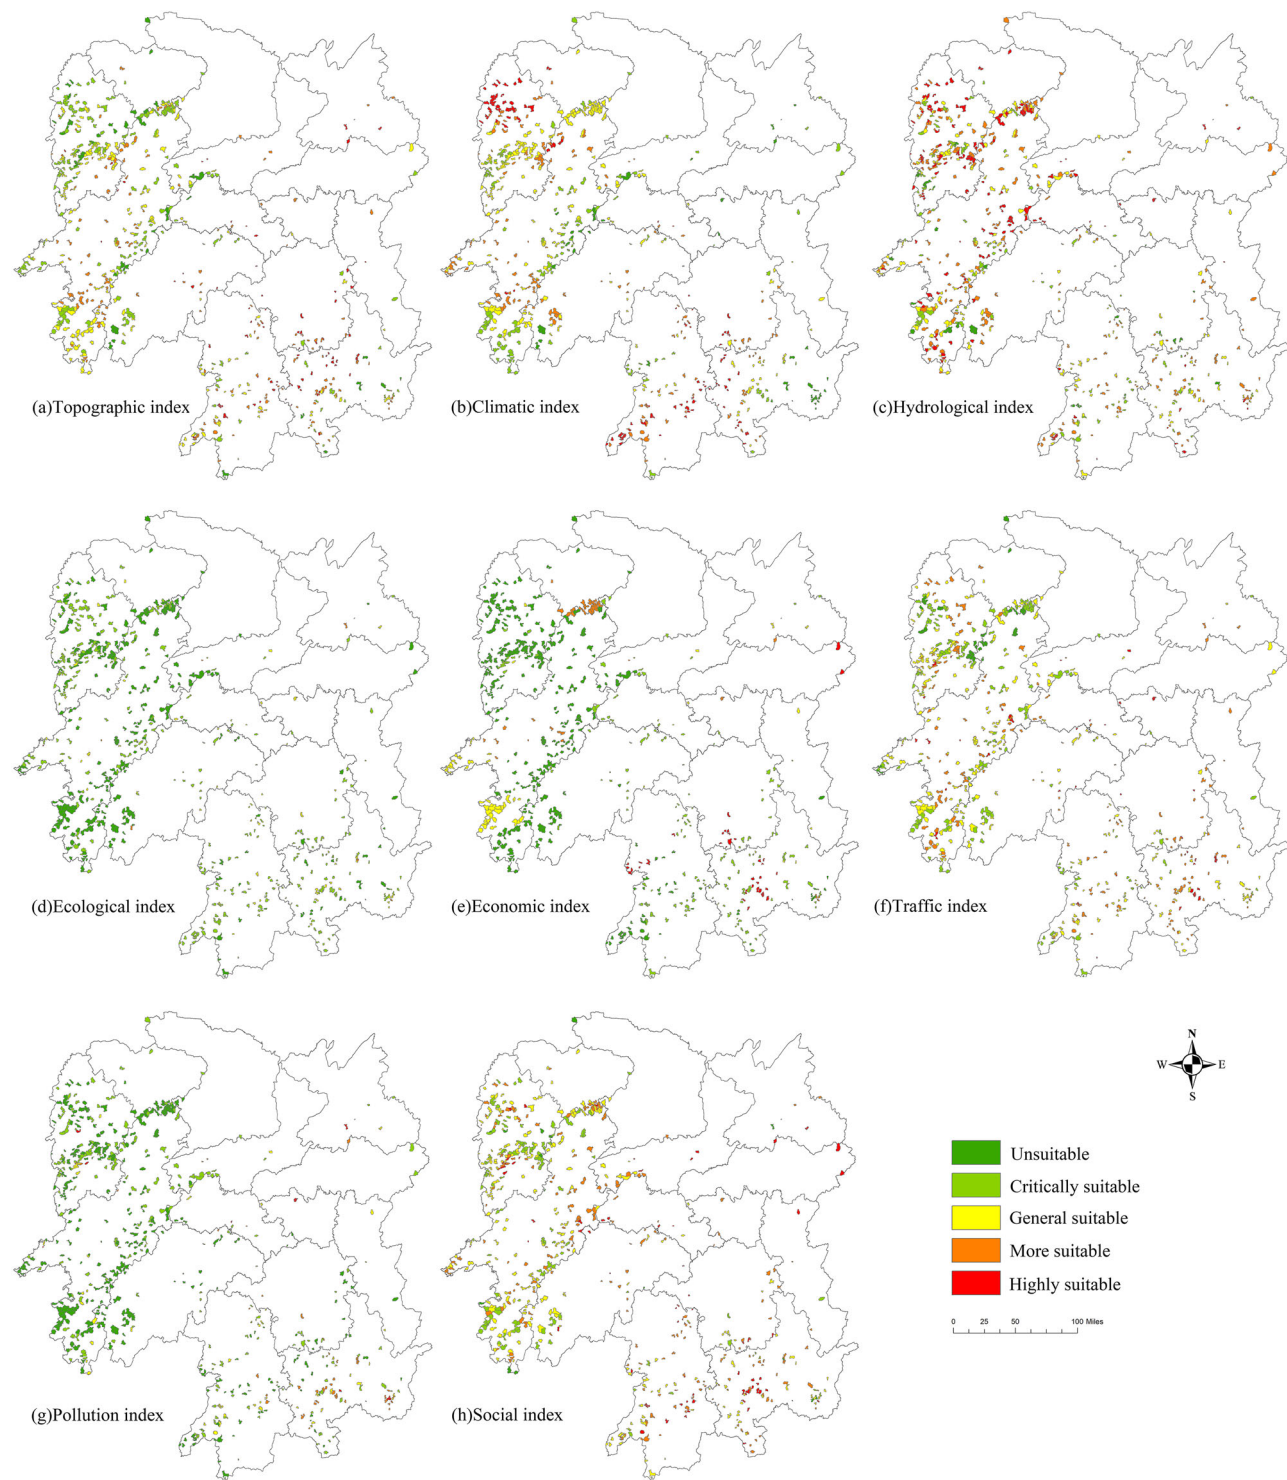 (a)Topographic index
(b)Climatic index
(c)Hydrological index
(d)Ecological index
(e)Economic index
(f)Traffic index
(g)Pollution index
(h)Social index
N
W E
S
Unsuitable
Critically suitable
General suitable
More suitable
Highly suitable
0 25 50 100 Miles